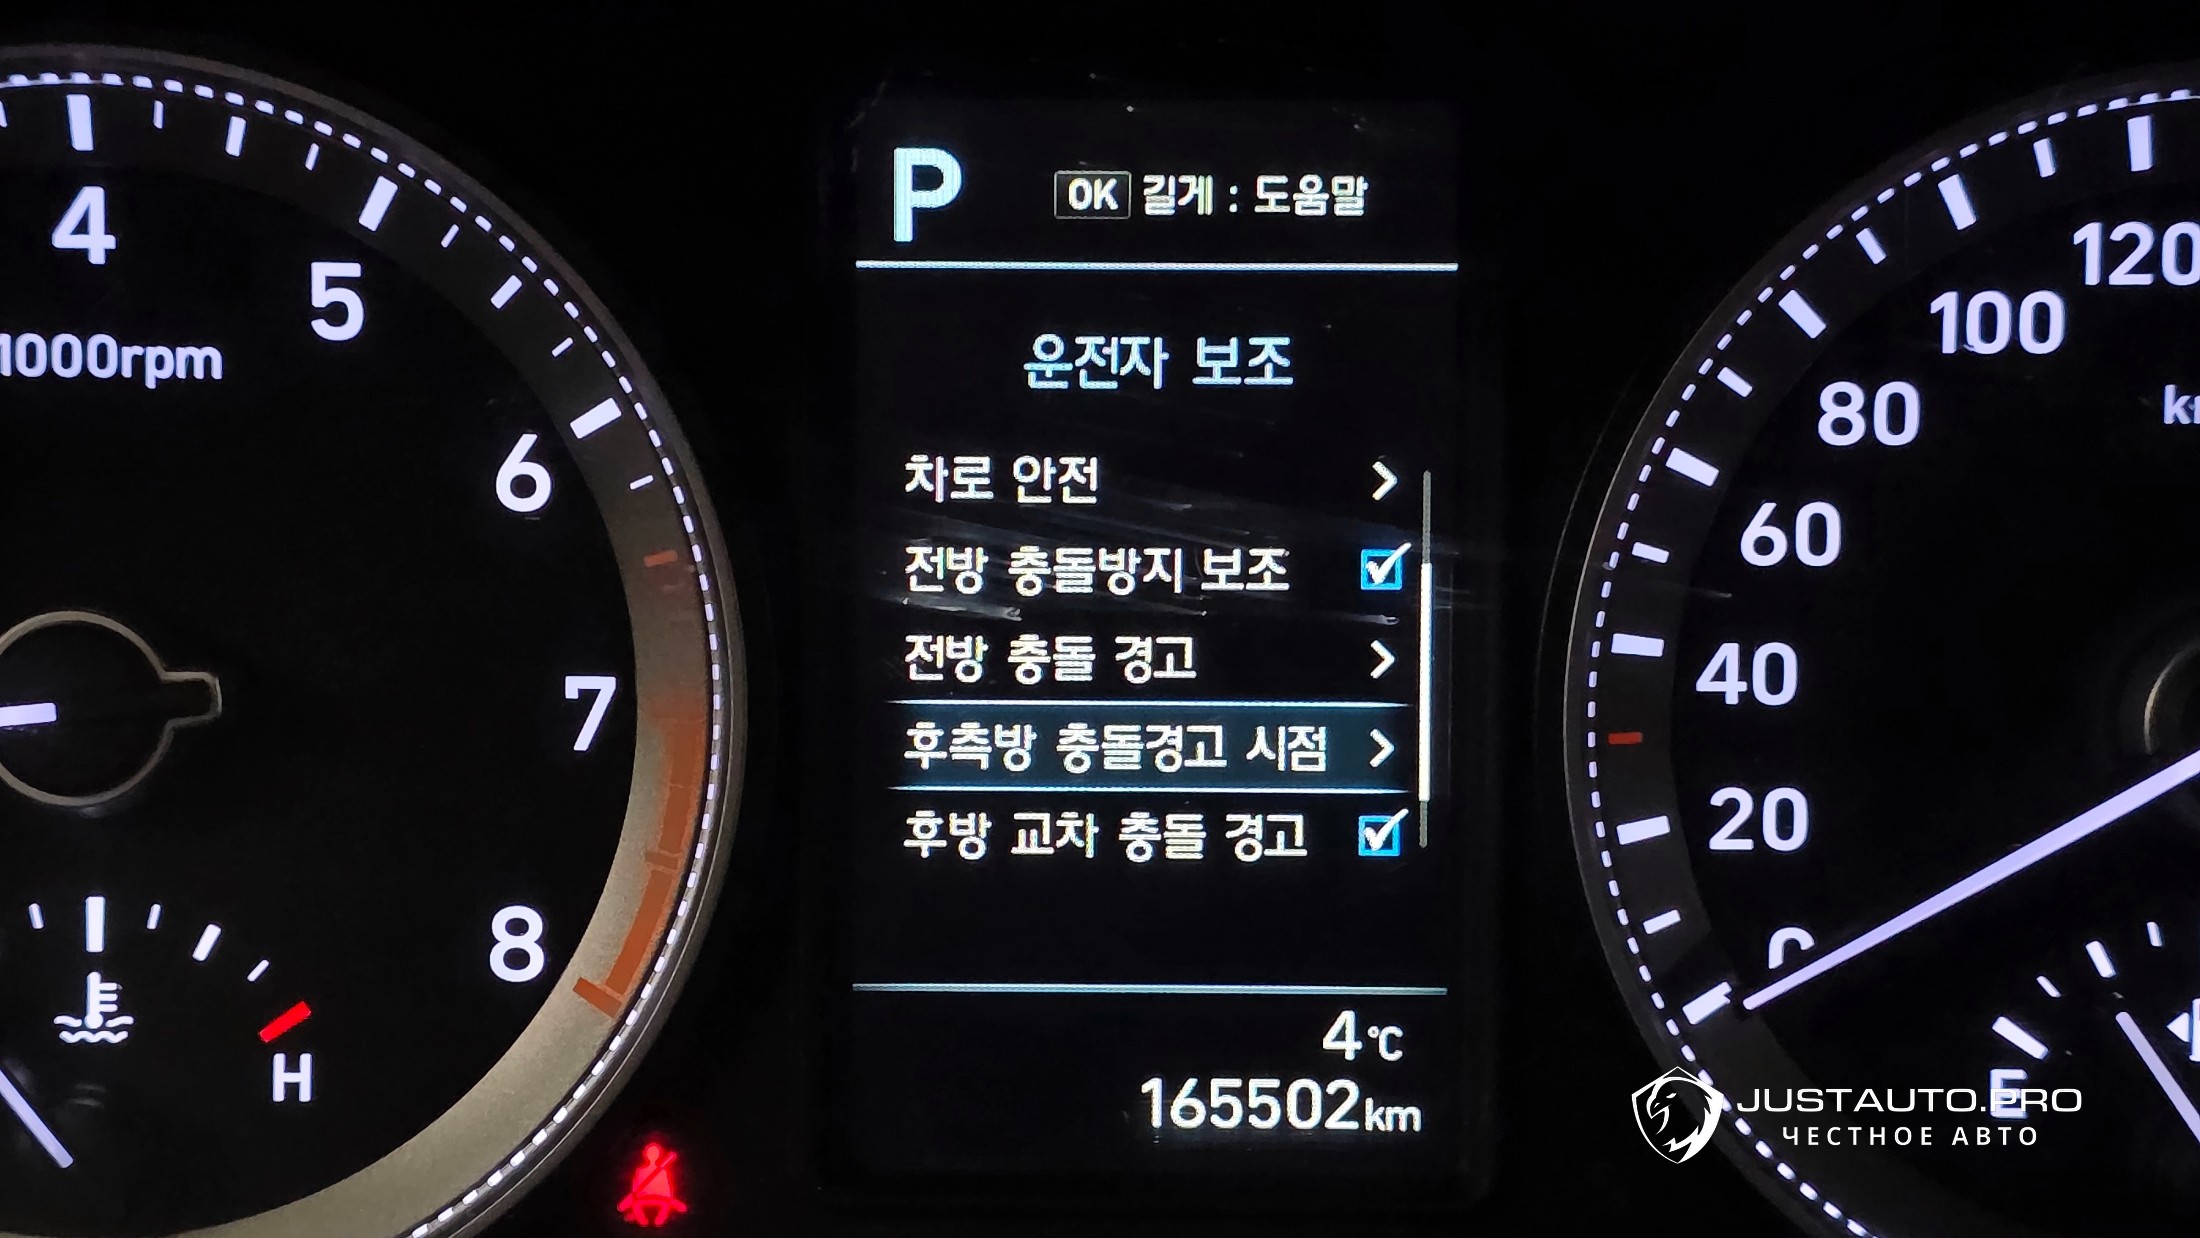 4
5
1000rpm
6
7
8
H
P
OK 길게 : 도움말
운전자 보조
차로 안전
전방 충돌방지 보조
전방 충돌 경고
후측방 충돌경고 시점
후방 교차 충돌 경고
4°C
165502km
120
100
80
60
40
20
0
E
JUSTAUTO.PRO
ЧЕСТНОЕ АВТО